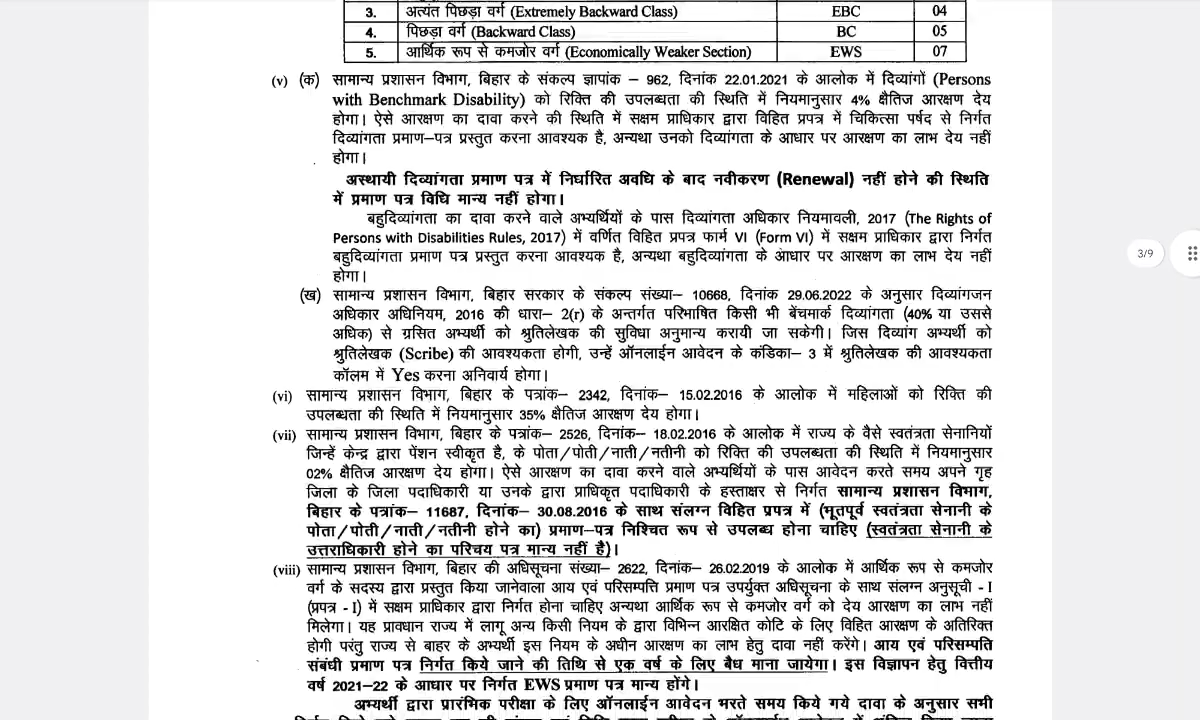 3. अत्यंत पिछड़ा वर्ग (Extremely Backward Class) EBC 04
4. पिछड़ा वर्ग (Backward Class) BC 05
5. आर्थिक रूप से कमजोर वर्ग (Economically Weaker Section) EWS 07
(v) (क) सामान्य प्रशासन विभाग, बिहार के संकल्प ज्ञापांक – 962, दिनांक 22.01.2021 के आलोक में दिव्यांगों (Persons
with Benchmark Disability) को रिक्ति की उपलब्धता की स्थिति में नियमानुसार 4% क्षैतिज आरक्षण देय
होगा। ऐसे आरक्षण का दावा करने की स्थिति में सक्षम प्राधिकार द्वारा विहित प्रपत्र में चिकित्सा पर्षद से निर्गत
दिव्यांगता प्रमाण–पत्र प्रस्तुत करना आवश्यक है, अन्यथा उनको दिव्यांगता के आधार पर आरक्षण का लाभ देय नहीं
होगा।
अस्थायी दिव्यांगता प्रमाण पत्र में निर्धारित अवधि के बाद नवीकरण (Renewal) नहीं होने की स्थिति
में प्रमाण पत्र विधि मान्य नहीं होगा।
बहुदिव्यांगता का दावा करने वाले अभ्यर्थियों के पास दिव्यांगता अधिकार नियमावली, 2017 (The Rights of
Persons with Disabilities Rules, 2017) में वर्णित विहित प्रपत्र फार्म VI (Form VI) में सक्षम प्राधिकार द्वारा निर्गत
बहुदिव्यांगता प्रमाण पत्र प्रस्तुत करना आवश्यक है, अन्यथा बहुदिव्यांगता के आधार पर आरक्षण का लाभ देय नहीं
होगा।
3/9
(ख) सामान्य प्रशासन विभाग, बिहार सरकार के संकल्प संख्या– 10668, दिनांक 29.06.2022 के अनुसार दिव्यांगजन
अधिकार अधिनियम, 2016 की धारा– 2(r) के अन्तर्गत परिभाषित किसी भी बेंचमार्क दिव्यांगता (40% या उससे
अधिक) से ग्रसित अभ्यर्थी को श्रुतिलेखक की सुविधा अनुमान्य करायी जा सकेगी। जिस दिव्यांग अभ्यर्थी को
श्रुतिलेखक (Scribe) की आवश्यकता होगी, उन्हें ऑनलाईन आवेदन के कंडिका– 3 में श्रुतिलेखक की आवश्यकता
कॉलम में Yes करना अनिवार्य होगा।
(vi) सामान्य प्रशासन विभाग, बिहार के पत्रांक– 2342, दिनांक– 15.02.2016 के आलोक में महिलाओं को रिक्ति की
उपलब्धता की स्थिति में नियमानुसार 35% क्षैतिज आरक्षण देय होगा।
(vii) सामान्य प्रशासन विभाग, बिहार के पत्रांक– 2526, दिनांक– 18.02.2016 के आलोक में राज्य के वैसे स्वतंत्रता सेनानियों
जिन्हें केन्द्र द्वारा पेंशन स्वीकृत है, के पोता/पोती/नाती/नतीनी को रिक्ति की उपलब्धता की स्थिति में नियमानुसार
02% क्षैतिज आरक्षण देय होगा। ऐसे आरक्षण का दावा करने वाले अभ्यर्थियों के पास आवेदन करते समय अपने गृह
जिला के जिला पदाधिकारी या उनके द्वारा प्राधिकृत पदाधिकारी के हस्ताक्षर से निर्गत सामान्य प्रशासन विभाग,
बिहार के पत्रांक– 11687, दिनांक– 30.08.2016 के साथ संलग्न विहित प्रपत्र में (भूतपूर्व स्वतंत्रता सेनानी के
पोता/पोती/नाती/नतीनी होने का) प्रमाण–पत्र निश्चित रूप से उपलब्ध होना चाहिए (स्वतंत्रता सेनानी के
उत्तराधिकारी होने का परिचय पत्र मान्य नहीं है)।
(viii) सामान्य प्रशासन विभाग, बिहार की अधिसूचना संख्या– 2622, दिनांक– 26.02.2019 के आलोक में आर्थिक रूप से कमजोर
वर्ग के सदस्य द्वारा प्रस्तुत किया जानेवाला आय एवं परिसम्पत्ति प्रमाण पत्र उपर्युक्त अधिसूचना के साथ संलग्न अनुसूची - I
(प्रपत्र - I) में सक्षम प्राधिकार द्वारा निर्गत होना चाहिए अन्यथा आर्थिक रूप से कमजोर वर्ग को देय आरक्षण का लाभ नहीं
मिलेगा। यह प्रावधान राज्य में लागू अन्य किसी नियम के द्वारा विभिन्न आरक्षित कोटि के लिए विहित आरक्षण के अतिरिक्त
होगी परंतु राज्य से बाहर के अभ्यर्थी इस नियम के अधीन आरक्षण का लाभ हेतु दावा नहीं करेंगे। आय एवं परिसम्पति
संबंधी प्रमाण पत्र निर्गत किये जाने की तिथि से एक वर्ष के लिए बैध माना जायेगा। इस विज्ञापन हेतु वित्तीय
वर्ष 2021–22 के आधार पर निर्गत EWS प्रमाण पत्र मान्य होंगे।
अभ्यर्थी द्वारा प्रारंभिक परीक्षा के लिए ऑनलाईन आवेदन भरते समय किये गये दावा के अनुसार सभी